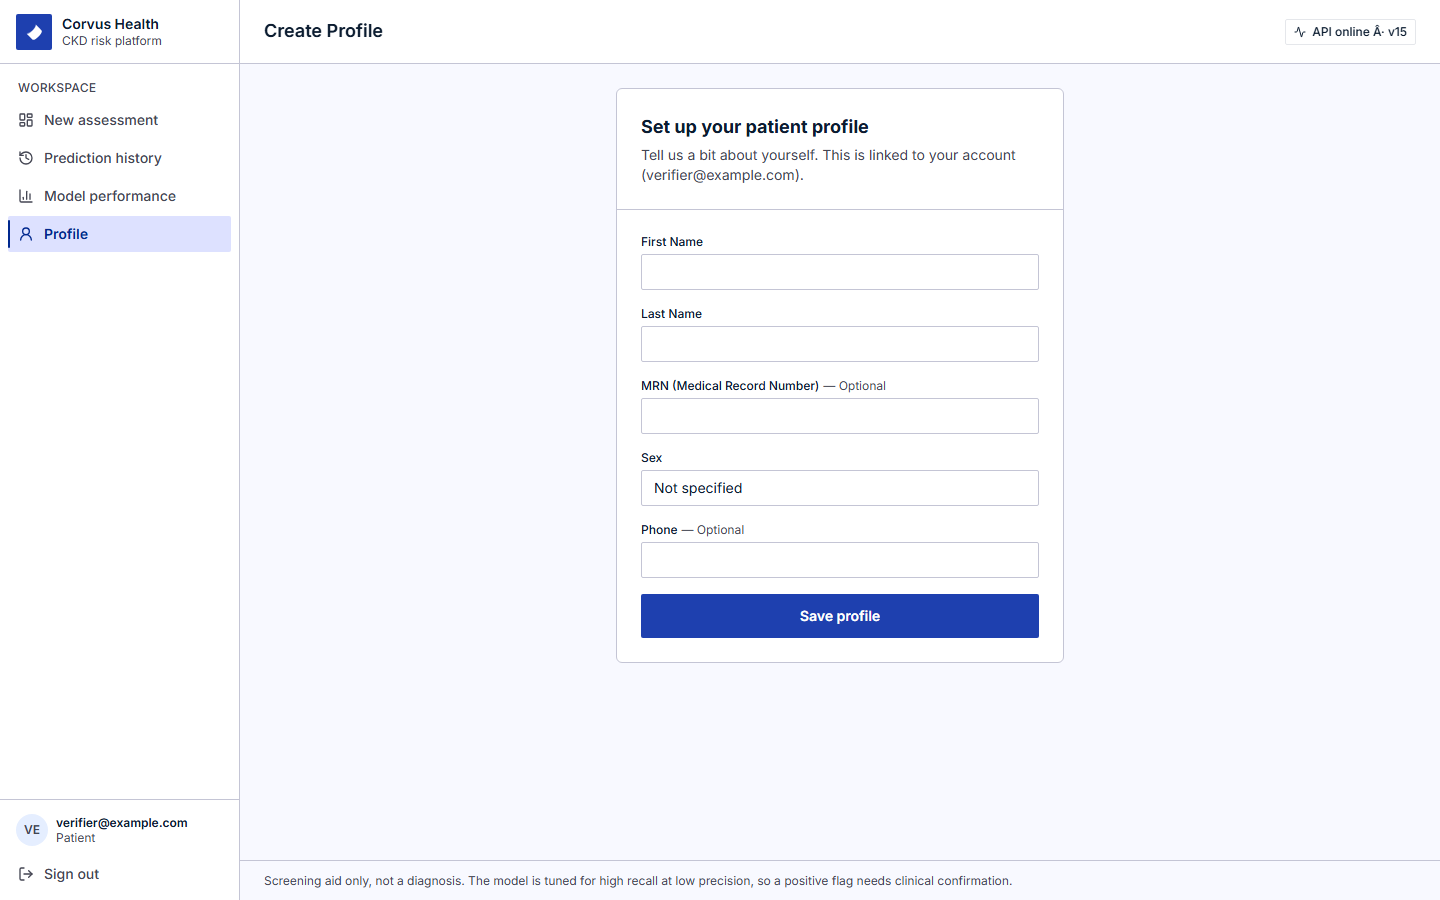 Corvus Health
CKD risk platform
Create Profile
API online Â· v15
WORKSPACE
New assessment
Prediction history
Model performance
Profile
Set up your patient profile
Tell us a bit about yourself. This is linked to your account
(verifier@example.com).
First Name
Last Name
MRN (Medical Record Number) — Optional
Sex
Not specified
Phone — Optional
Save profile
VE
verifier@example.com
Patient
Sign out
Screening aid only, not a diagnosis. The model is tuned for high recall at low precision, so a positive flag needs clinical confirmation.